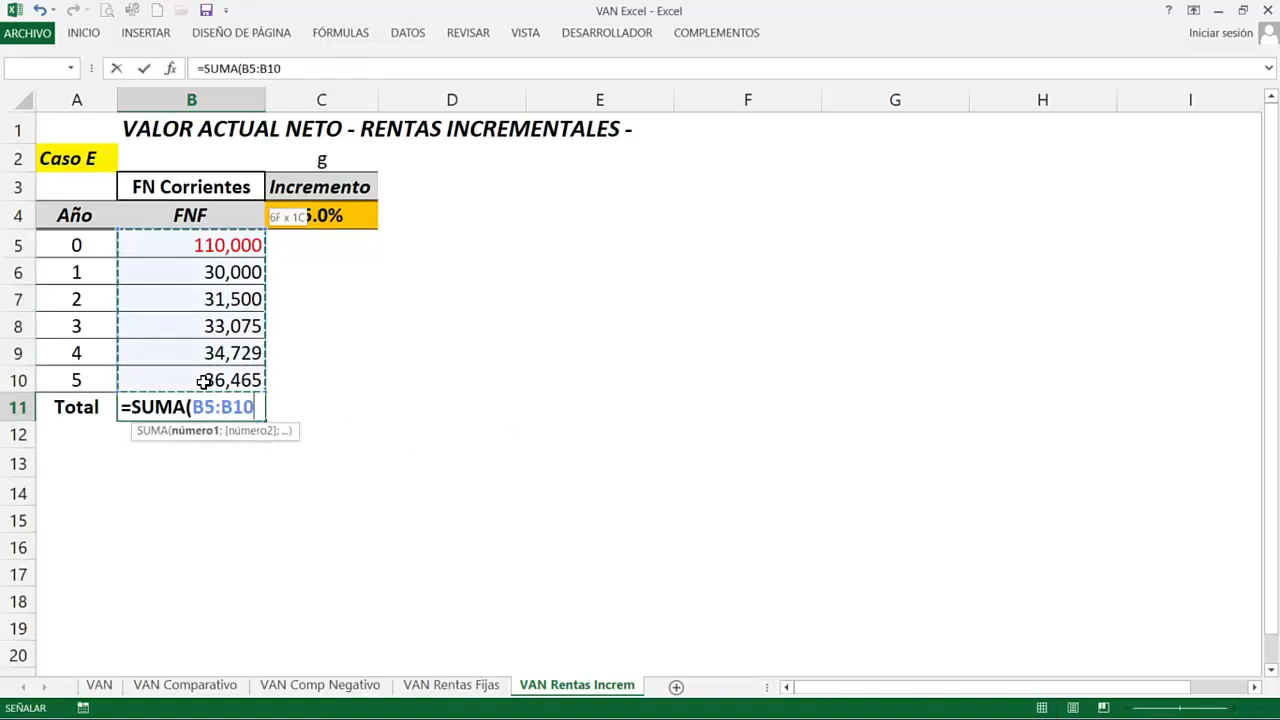 VAN Excel - Excel
?
ARCHIVO INICIO INSERTAR DISEÑO DE PÁGINA FÓRMULAS DATOS REVISAR VISTA DESARROLLADOR COMPLEMENTOS Iniciar sesión
fx =SUMA(B5:B10
A B C D E F G H I
1 VALOR ACTUAL NETO - RENTAS INCREMENTALES -
2 Caso E g
3 FN Corrientes Incremento
4 Año FNF 6F x 1C 5.0%
5 0 110,000
6 1 30,000
7 2 31,500
8 3 33,075
9 4 34,729
10 5 36,465
11 Total =SUMA(B5:B10
SUMA(número1; [número2]; ...)
12
13
14
15
16
17
18
19
20
VAN VAN Comparativo VAN Comp Negativo VAN Rentas Fijas VAN Rentas Increm
SEÑALAR